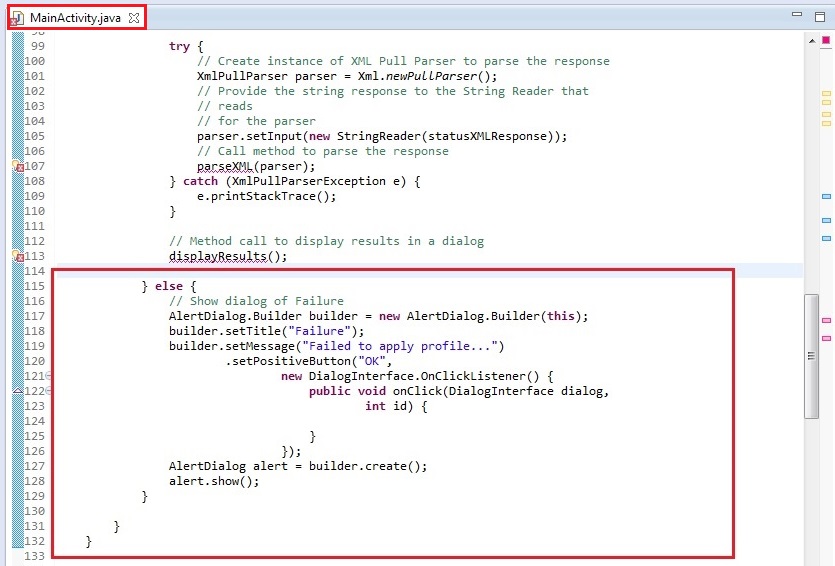 MainActivity.java
98
99 try {
100 // Create instance of XML Pull Parser to parse the response
101 XmlPullParser parser = Xml.newPullParser();
102 // Provide the string response to the String Reader that
103 // reads
104 // for the parser
105 parser.setInput(new StringReader(statusXMLResponse));
106 // Call method to parse the response
107 parseXML(parser);
108 } catch (XmlPullParserException e) {
109 e.printStackTrace();
110 }
111
112 // Method call to display results in a dialog
113 displayResults();
114
115 } else {
116 // Show dialog of Failure
117 AlertDialog.Builder builder = new AlertDialog.Builder(this);
118 builder.setTitle("Failure");
119 builder.setMessage("Failed to apply profile...")
120 .setPositiveButton("OK",
121 new DialogInterface.OnClickListener() {
122 public void onClick(DialogInterface dialog,
123 int id) {
124
125 }
126 });
127 AlertDialog alert = builder.create();
128 alert.show();
129 }
130
131 }
132 }
133